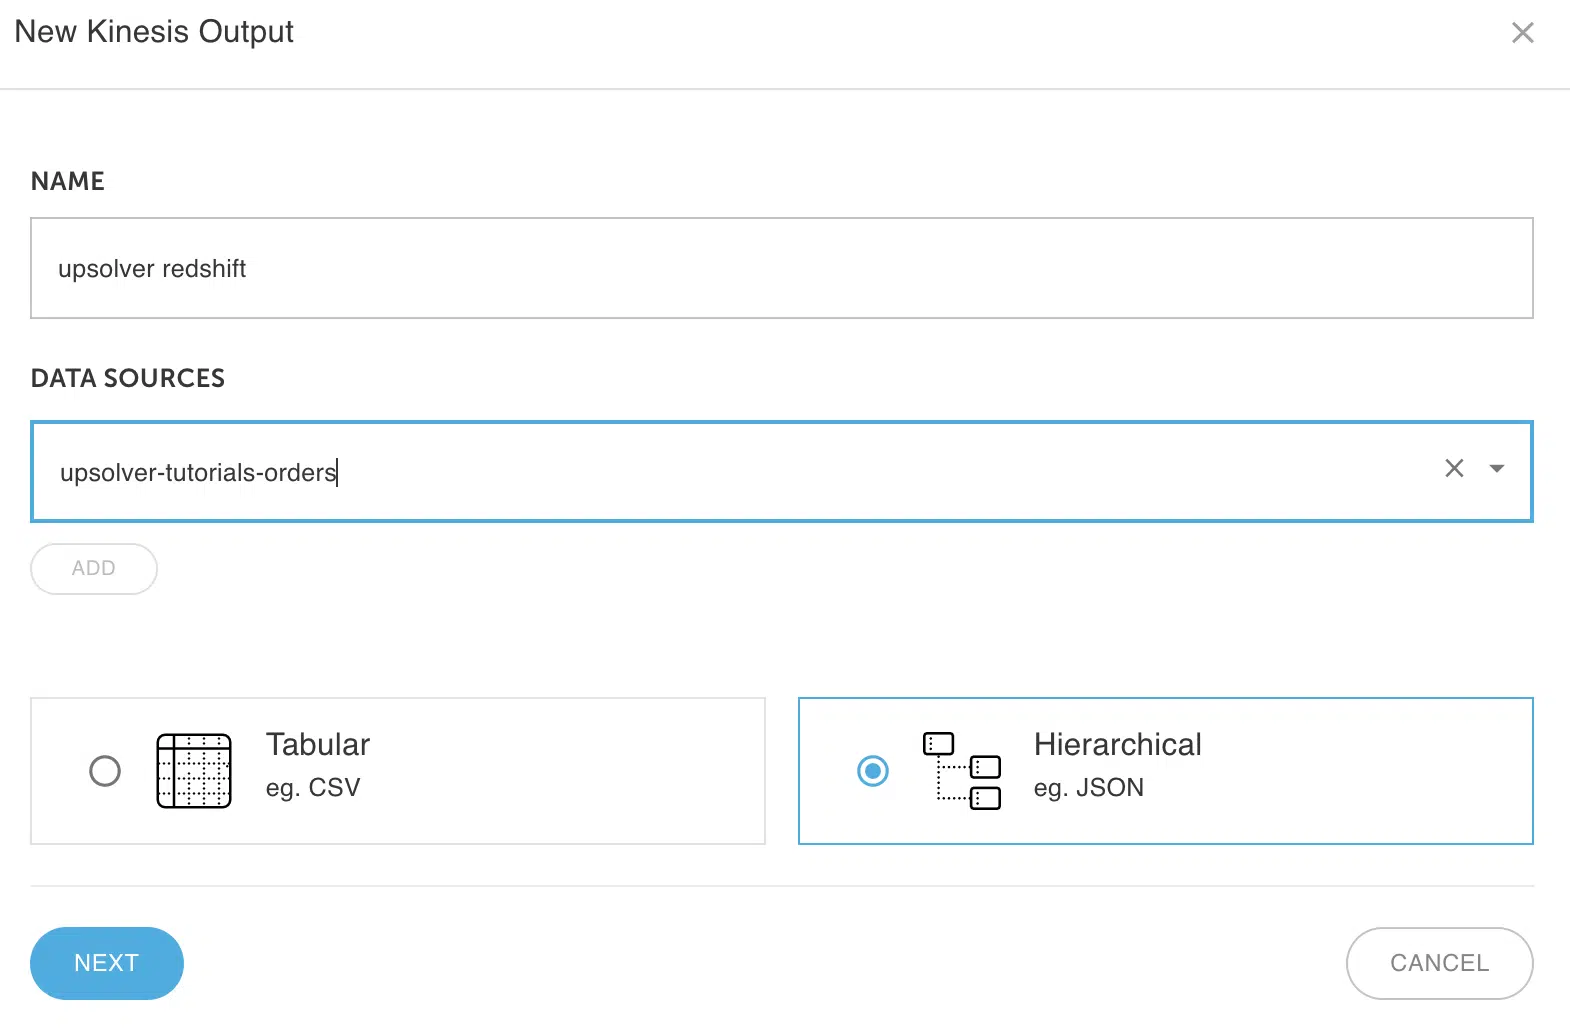 New Kinesis Output
NAME
upsolver redshift
DATA SOURCES
upsolver-tutorials-orders
ADD
Tabular
eg. CSV
Hierarchical
eg. JSON
NEXT
CANCEL